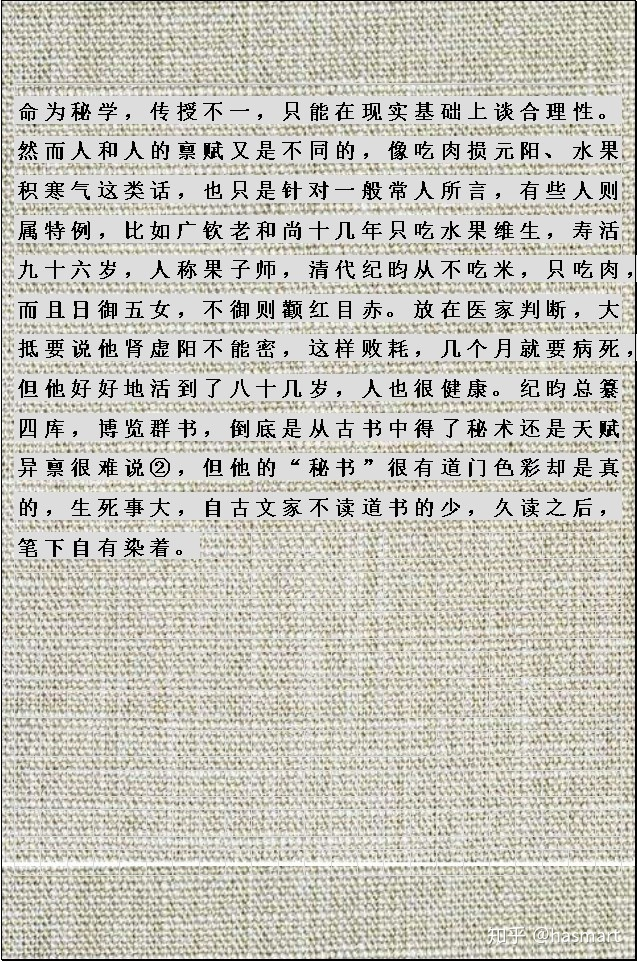 命为秘学，传授不一，只能在现实基础上谈合理性。
然而人和人的禀赋又是不同的，像吃肉损元阳、水果
积寒气这类话，也只是针对一般常人所言，有些人则
属特例，比如广钦老和尚十几年只吃水果维生，寿活
九十六岁，人称果子师，清代纪昀从不吃米，只吃肉，
而且日御五女，不御则颧红目赤。放在医家判断，大
抵要说他肾虚阳不能密，这样败耗，几个月就要病死，
但他好好地活到了八十几岁，人也很健康。纪昀总纂
四库，博览群书，倒底是从古书中得了秘术还是天赋
异禀很难说②，但他的“秘书”很有道门色彩却是真
的，生死事大，自古文家不读道书的少，久读之后，
笔下自有染着。
知乎 @hasmart